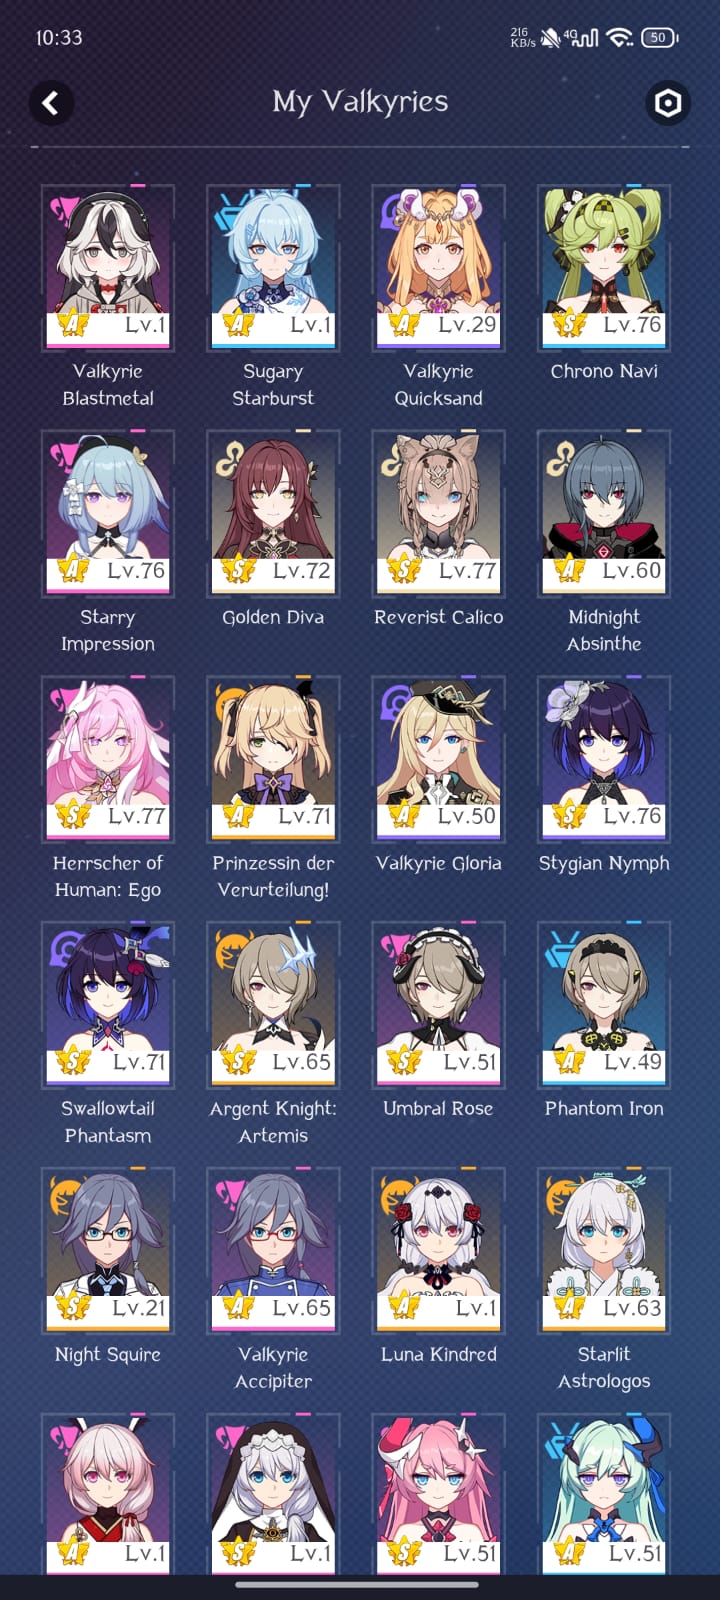 10:33
216 KB/s 4G 50
My Valkyries
A Lv.1
A Lv.1
A Lv.29
S Lv.76
Valkyrie Blastmetal
Sugary Starburst
Valkyrie Quicksand
Chrono Navi
A Lv.76
S Lv.72
S Lv.77
A Lv.60
Starry Impression
Golden Diva
Reverist Calico
Midnight Absinthe
S Lv.77
A Lv.71
A Lv.50
S Lv.76
Herrscher of Human: Ego
Prinzessin der Verurteilung!
Valkyrie Gloria
Stygian Nymph
S Lv.71
S Lv.65
S Lv.51
A Lv.49
Swallowtail Phantasm
Argent Knight: Artemis
Umbral Rose
Phantom Iron
S Lv.21
A Lv.65
A Lv.1
A Lv.63
Night Squire
Valkyrie Accipiter
Luna Kindred
Starlit Astrologos
A Lv.1
S Lv.1
S Lv.51
A Lv.51